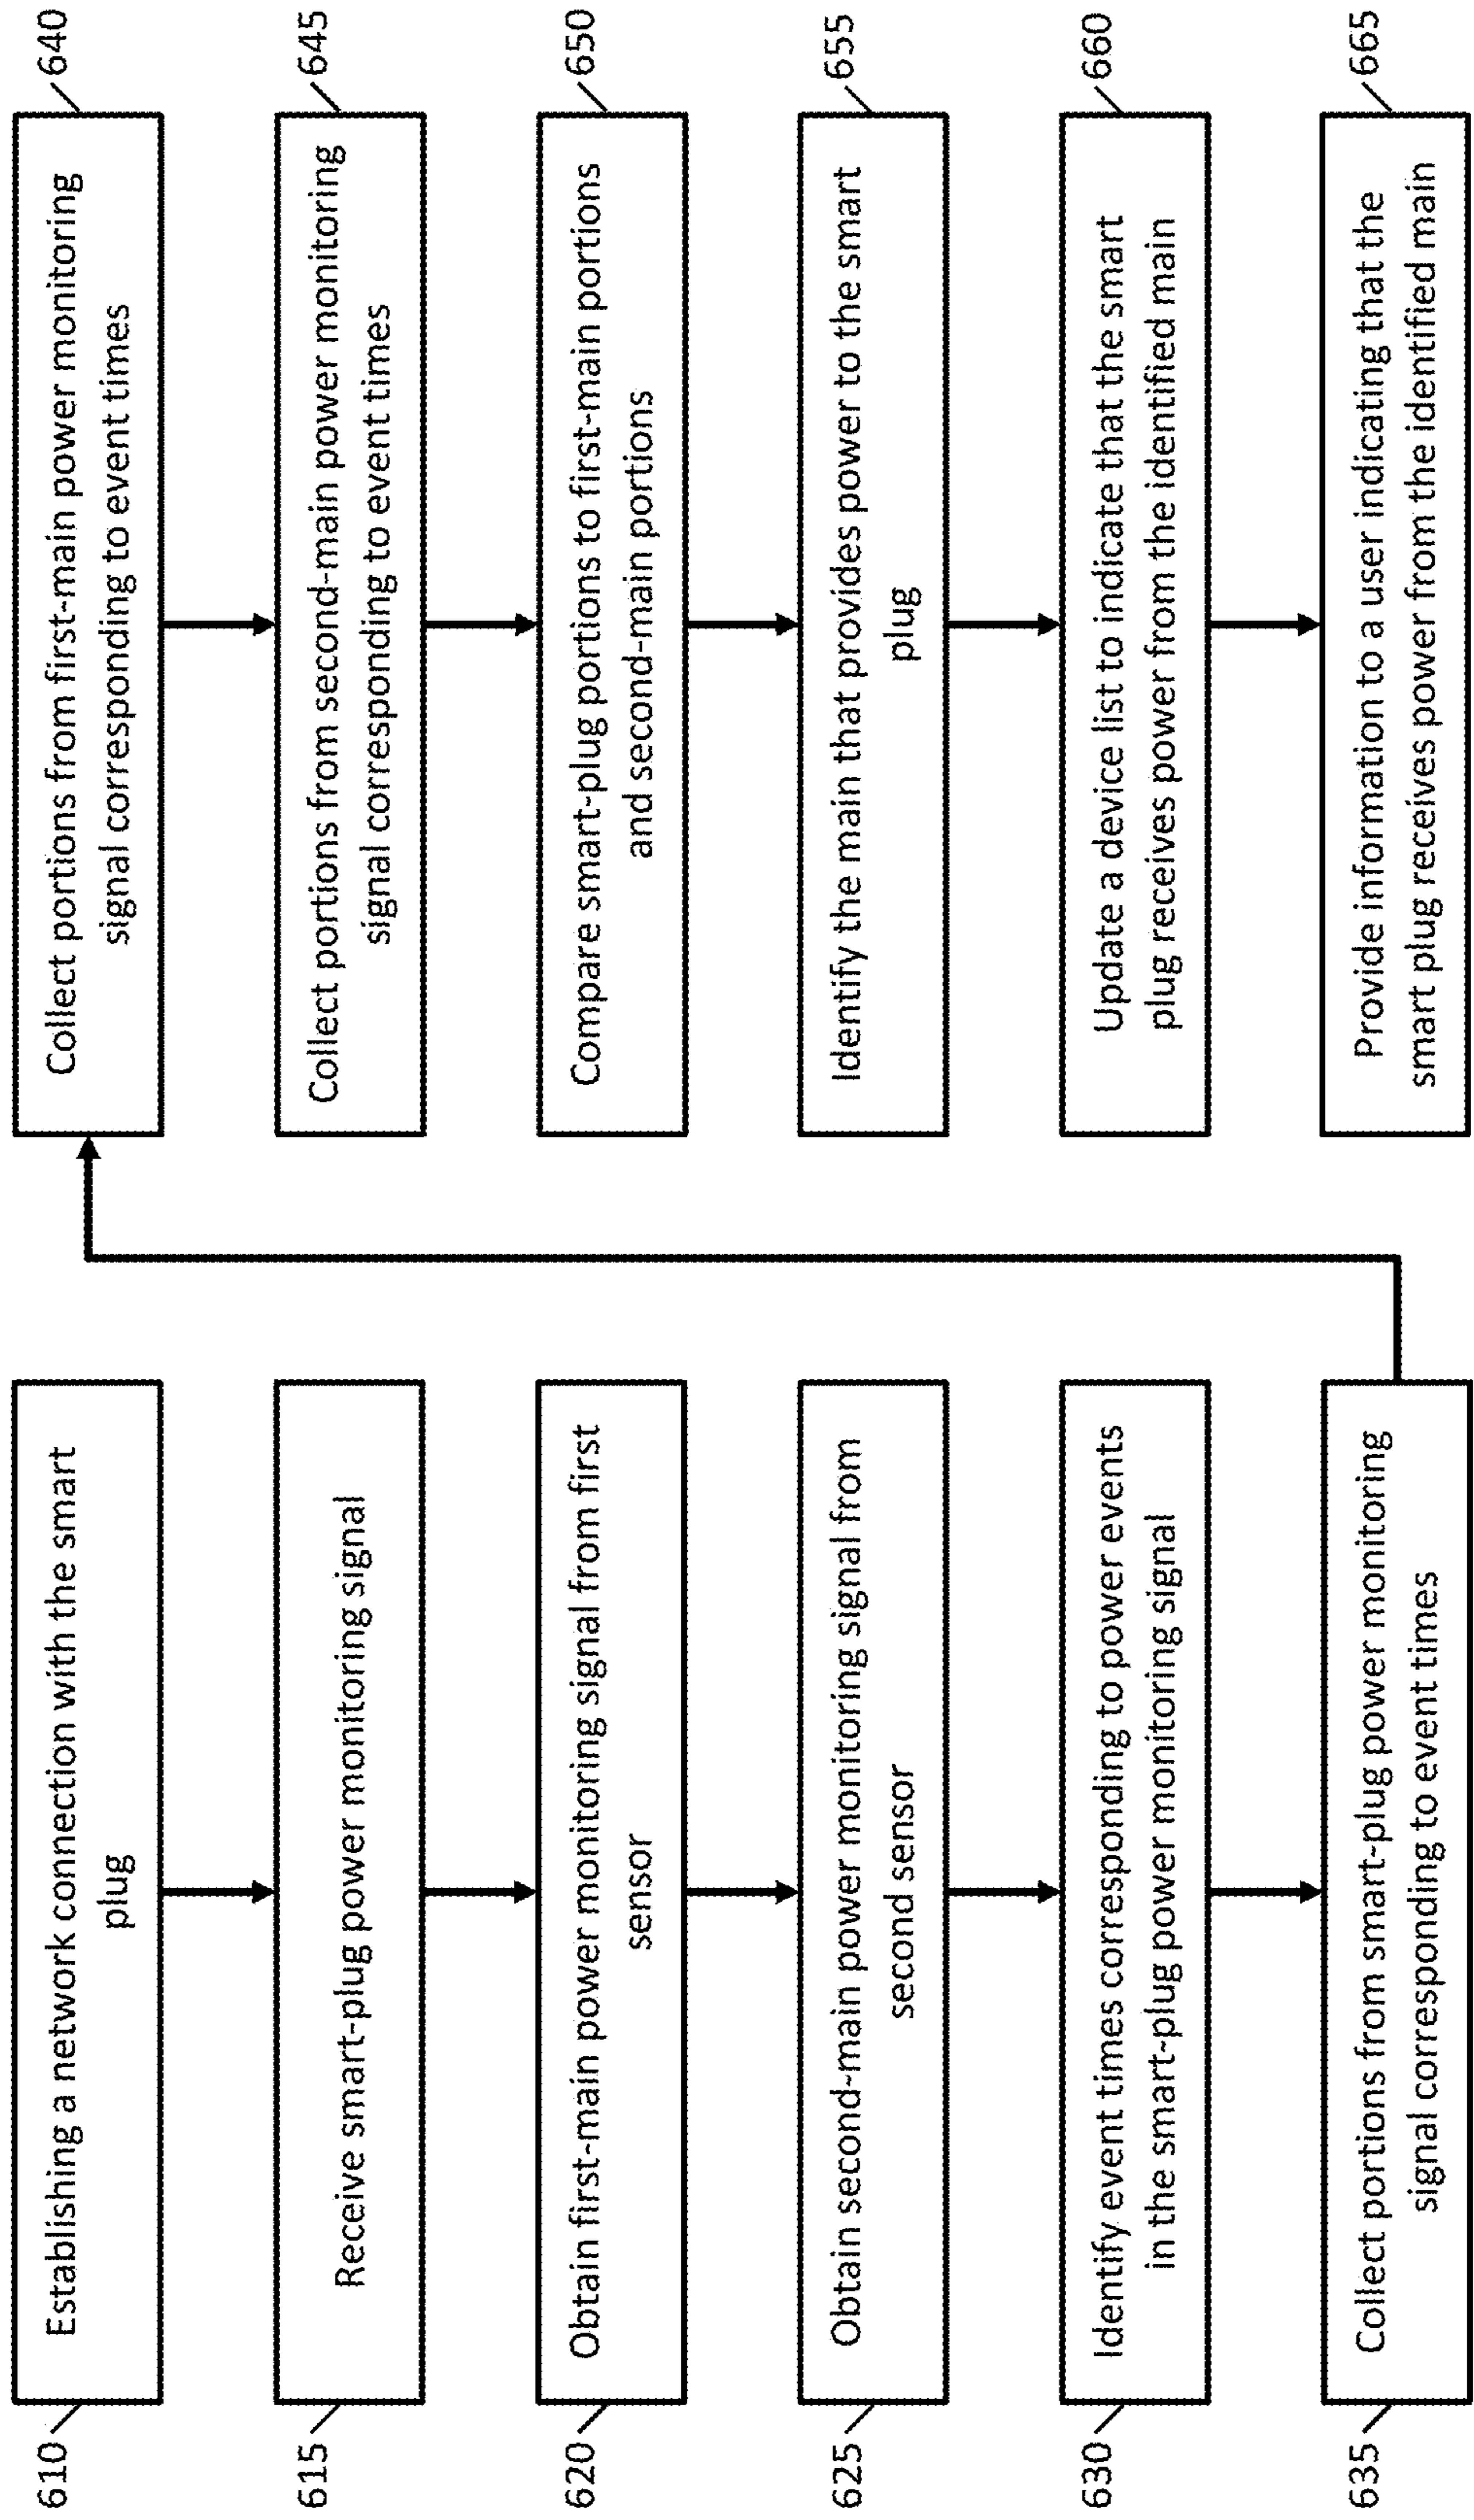 610
Establishing a network connection with the smart
plug
615
Receive smart-plug power monitoring signal
620
Obtain first-main power monitoring signal from first
sensor
625
Obtain second-main power monitoring signal from
second sensor
630
Identify event times corresponding to power events
in the smart-plug power monitoring signal
635
Collect portions from smart-plug power monitoring
signal corresponding to event times
640
Collect portions from first-main power monitoring
signal corresponding to event times
645
Collect portions from second-main power monitoring
signal corresponding to event times
650
Compare smart-plug portions to first-main portions
and second-main portions
655
Identify the main that provides power to the smart
plug
660
Update a device list to indicate that the smart
plug receives power from the identified main
665
Provide information to a user indicating that the
smart plug receives power from the identified main